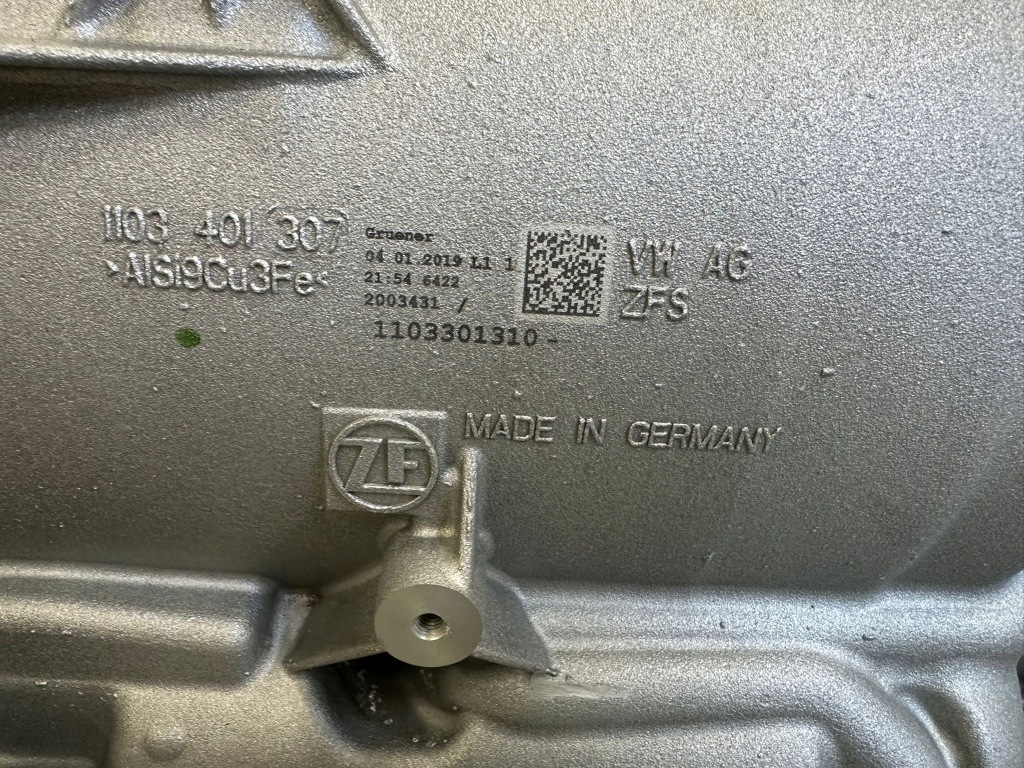 1103 401 307
>AlSi9Cu3Fe<
Gruener
04 01.2019 L1 1
21:54 6422
2003431 /
1103301310-
VW AG
ZFS
ZF
MADE IN GERMANY